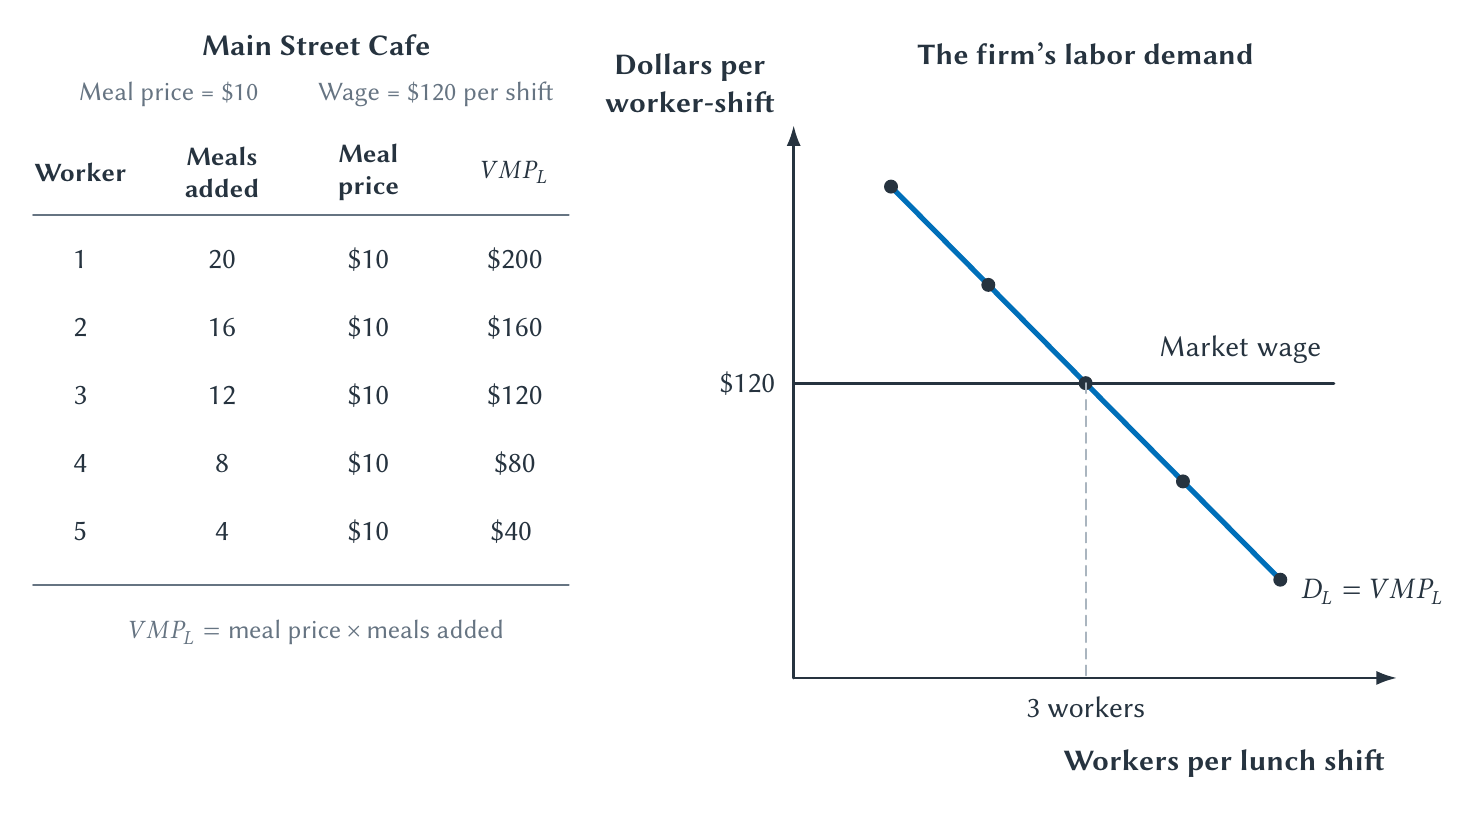 Main Street Cafe
Meal price = $10 Wage = $120 per shift
Worker Meals added Meal price VMP_L
1 20 $10 $200
2 16 $10 $160
3 12 $10 $120
4 8 $10 $80
5 4 $10 $40
VMP_L = meal price × meals added
The firm’s labor demand
Dollars per
worker-shift
Market wage
$120
D_L = VMP_L
3 workers
Workers per lunch shift